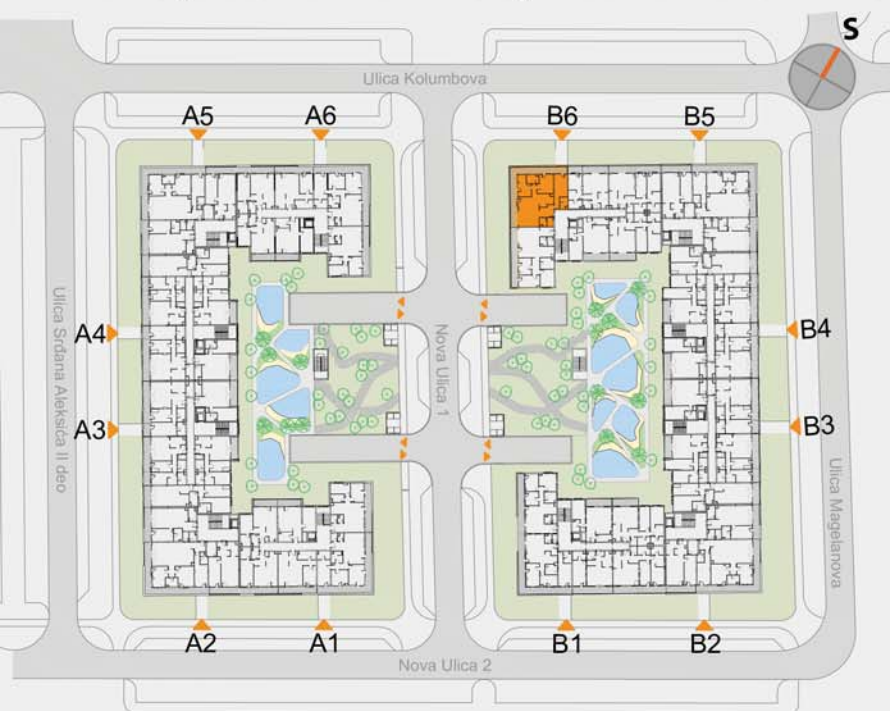 S
Ulica Kolumbova
A5
A6
B6
B5
A4
B4
Ulica Srđana Aleksića II deo
Nova Ulica 1
A3
B3
Ulica Magelanova
A2
A1
B1
B2
Nova Ulica 2